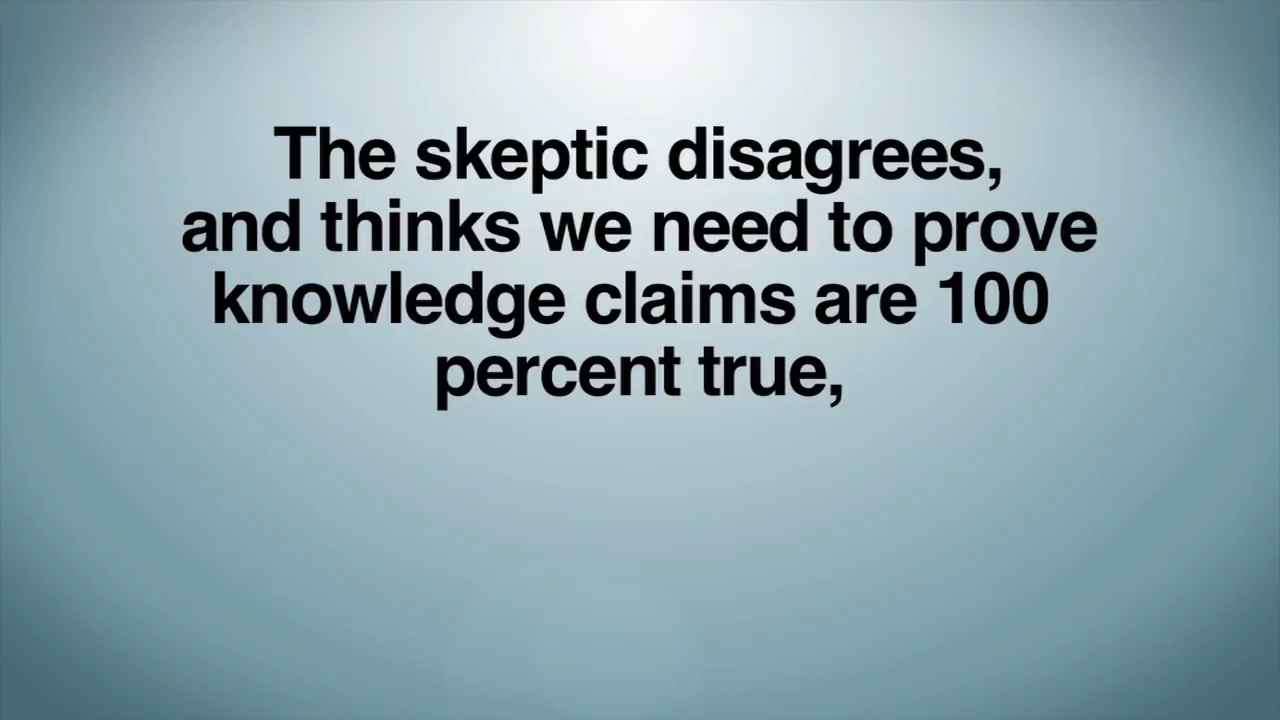 The skeptic disagrees,
and thinks we need to prove
knowledge claims are 100
percent true,